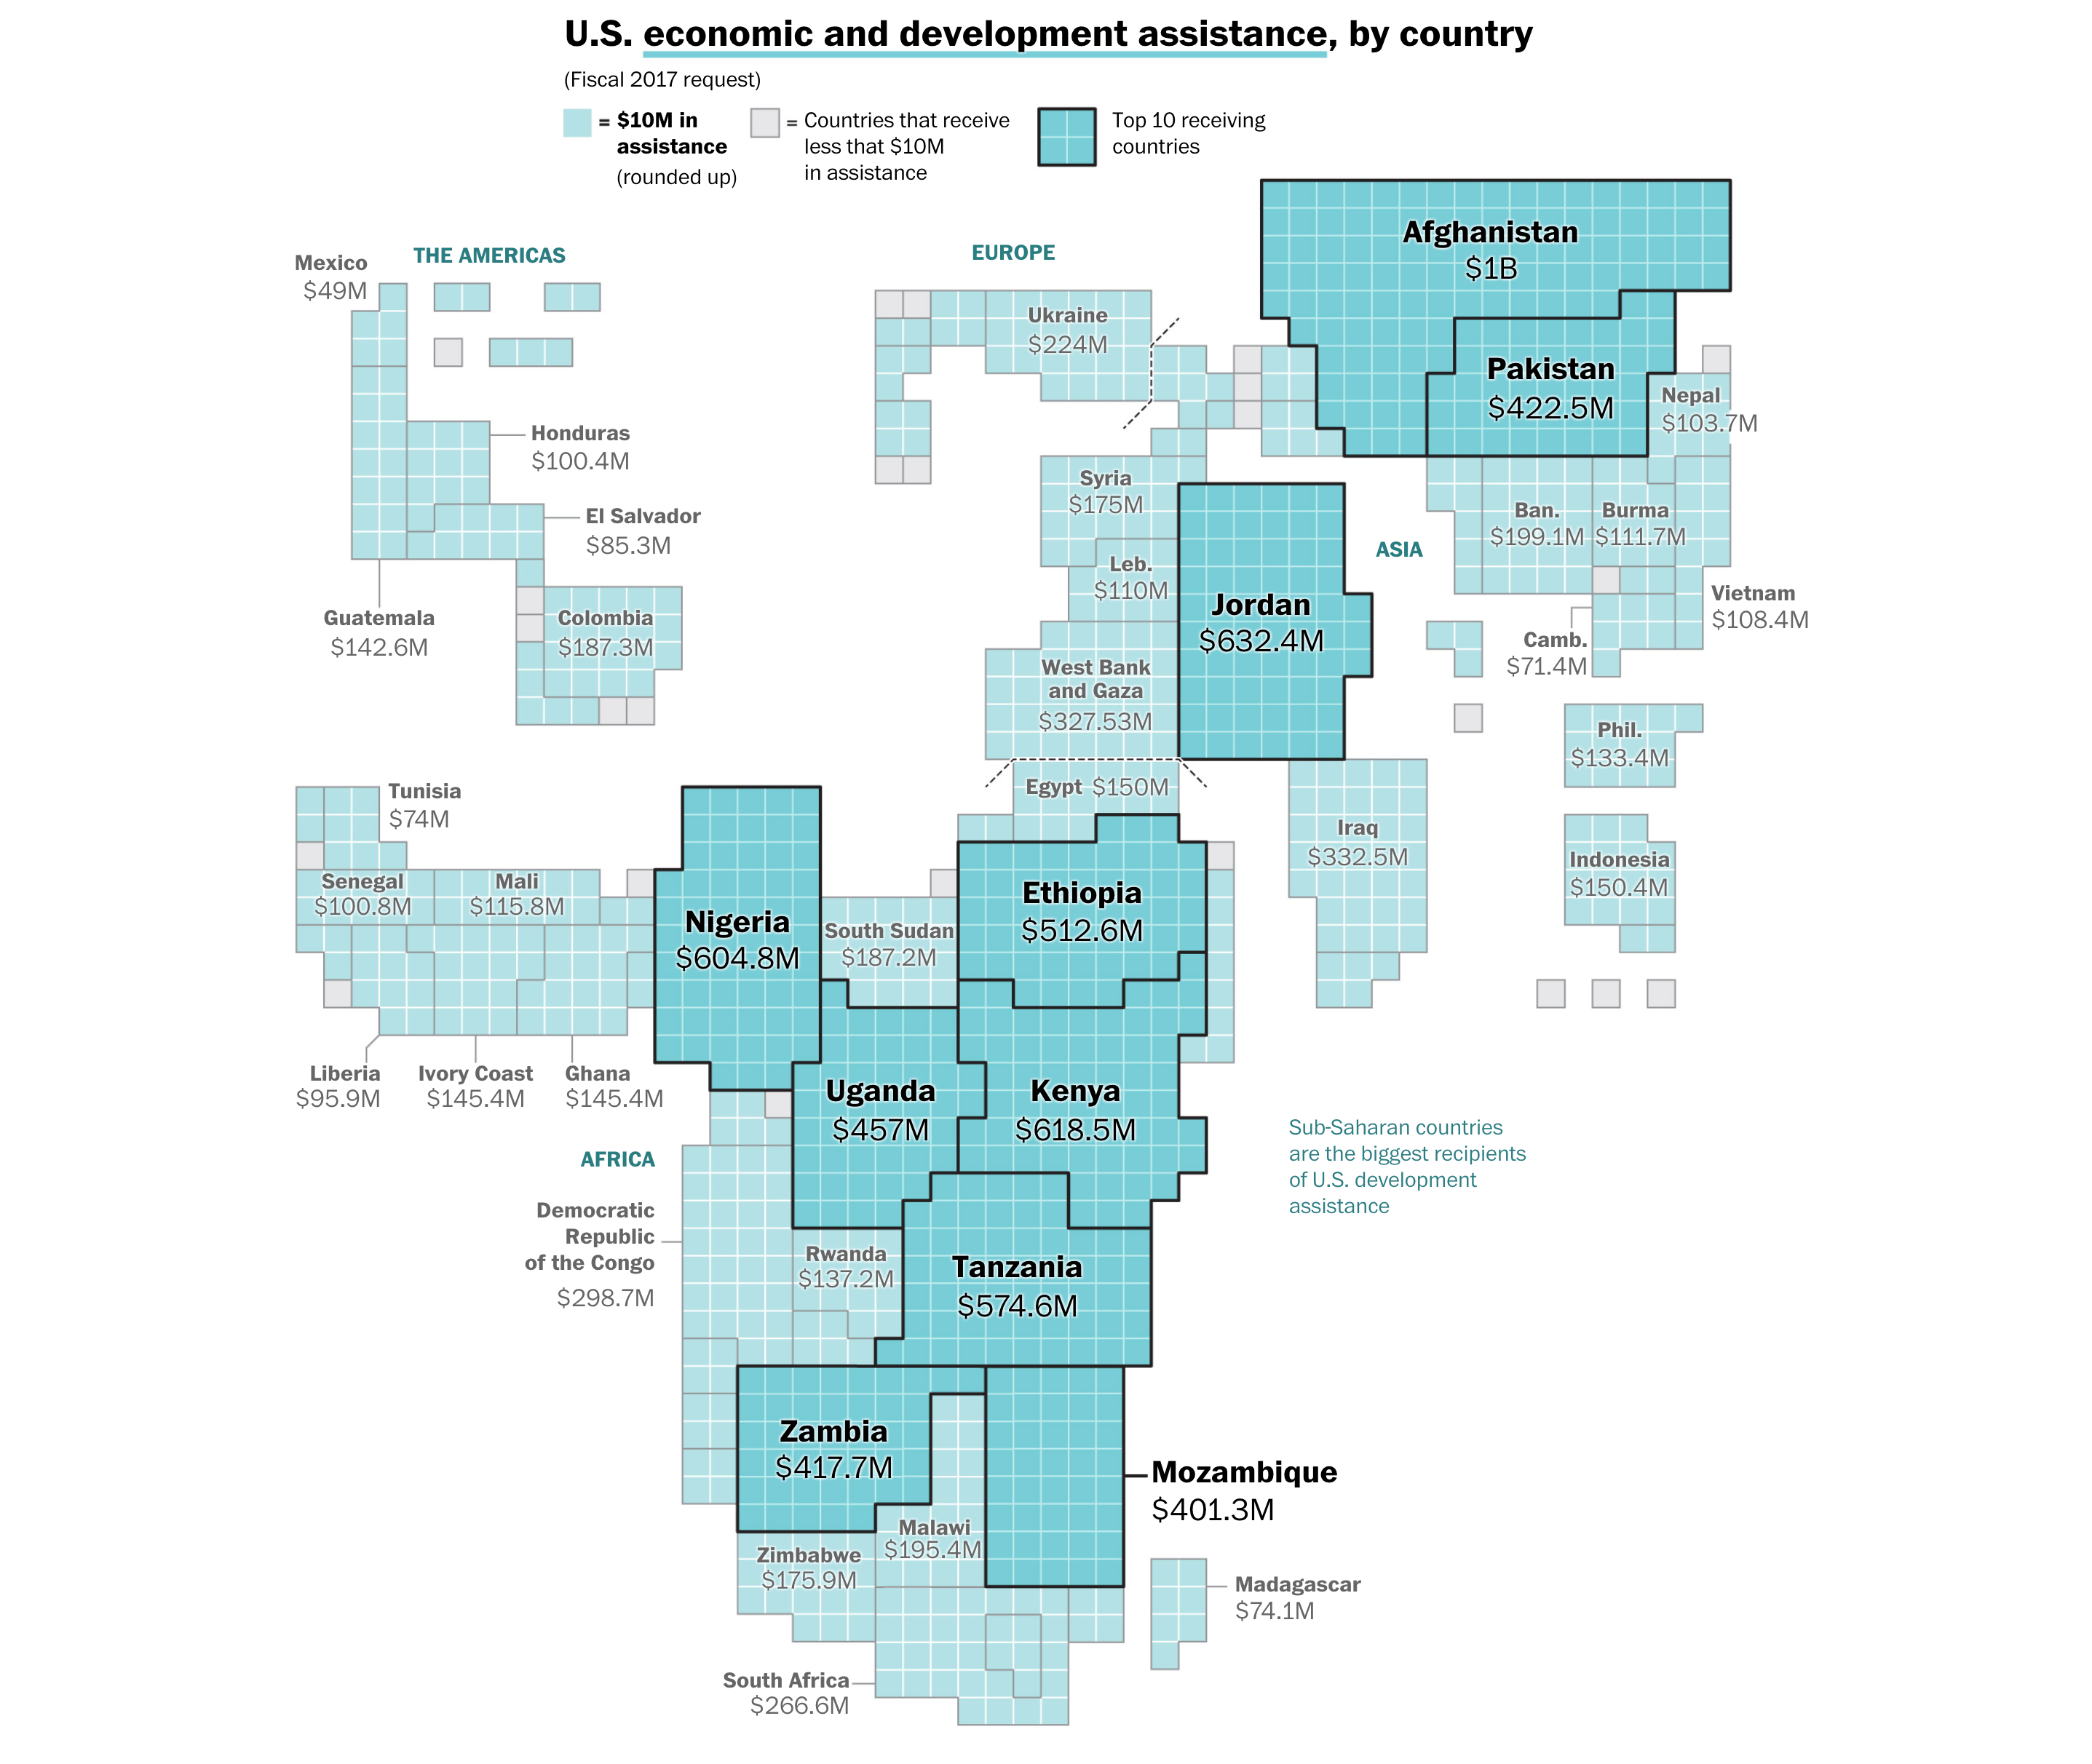 U.S. economic and development assistance, by country
(Fiscal 2017 request)
= $10M in
assistance
(rounded up)
= Countries that receive
less that $10M
in assistance
Top 10 receiving
countries
THE AMERICAS
Mexico
$49M
Honduras
$100.4M
El Salvador
$85.3M
Guatemala
$142.6M
Colombia
$187.3M
EUROPE
Ukraine
$224M
Afghanistan
$1B
Pakistan
$422.5M
Nepal
$103.7M
Syria
$175M
Leb.
$110M
Jordan
$632.4M
West Bank
and Gaza
$327.53M
ASIA
Ban.
$199.1M
Burma
$111.7M
Vietnam
$108.4M
Camb.
$71.4M
Phil.
$133.4M
Iraq
$332.5M
Indonesia
$150.4M
Egypt $150M
Tunisia
$74M
Senegal
$100.8M
Mali
$115.8M
Nigeria
$604.8M
South Sudan
$187.2M
Ethiopia
$512.6M
Liberia
$95.9M
Ivory Coast
$145.4M
Ghana
$145.4M
Uganda
$457M
Kenya
$618.5M
AFRICA
Sub-Saharan countries
are the biggest recipients
of U.S. development
assistance
Democratic
Republic
of the Congo
$298.7M
Rwanda
$137.2M
Tanzania
$574.6M
Zambia
$417.7M
Mozambique
$401.3M
Malawi
$195.4M
Zimbabwe
$175.9M
Madagascar
$74.1M
South Africa
$266.6M